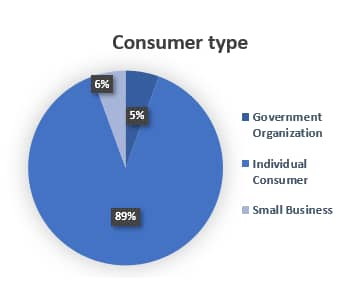 Consumer type
6%
5%
89%
Government
Organization
Individual
Consumer
Small Business